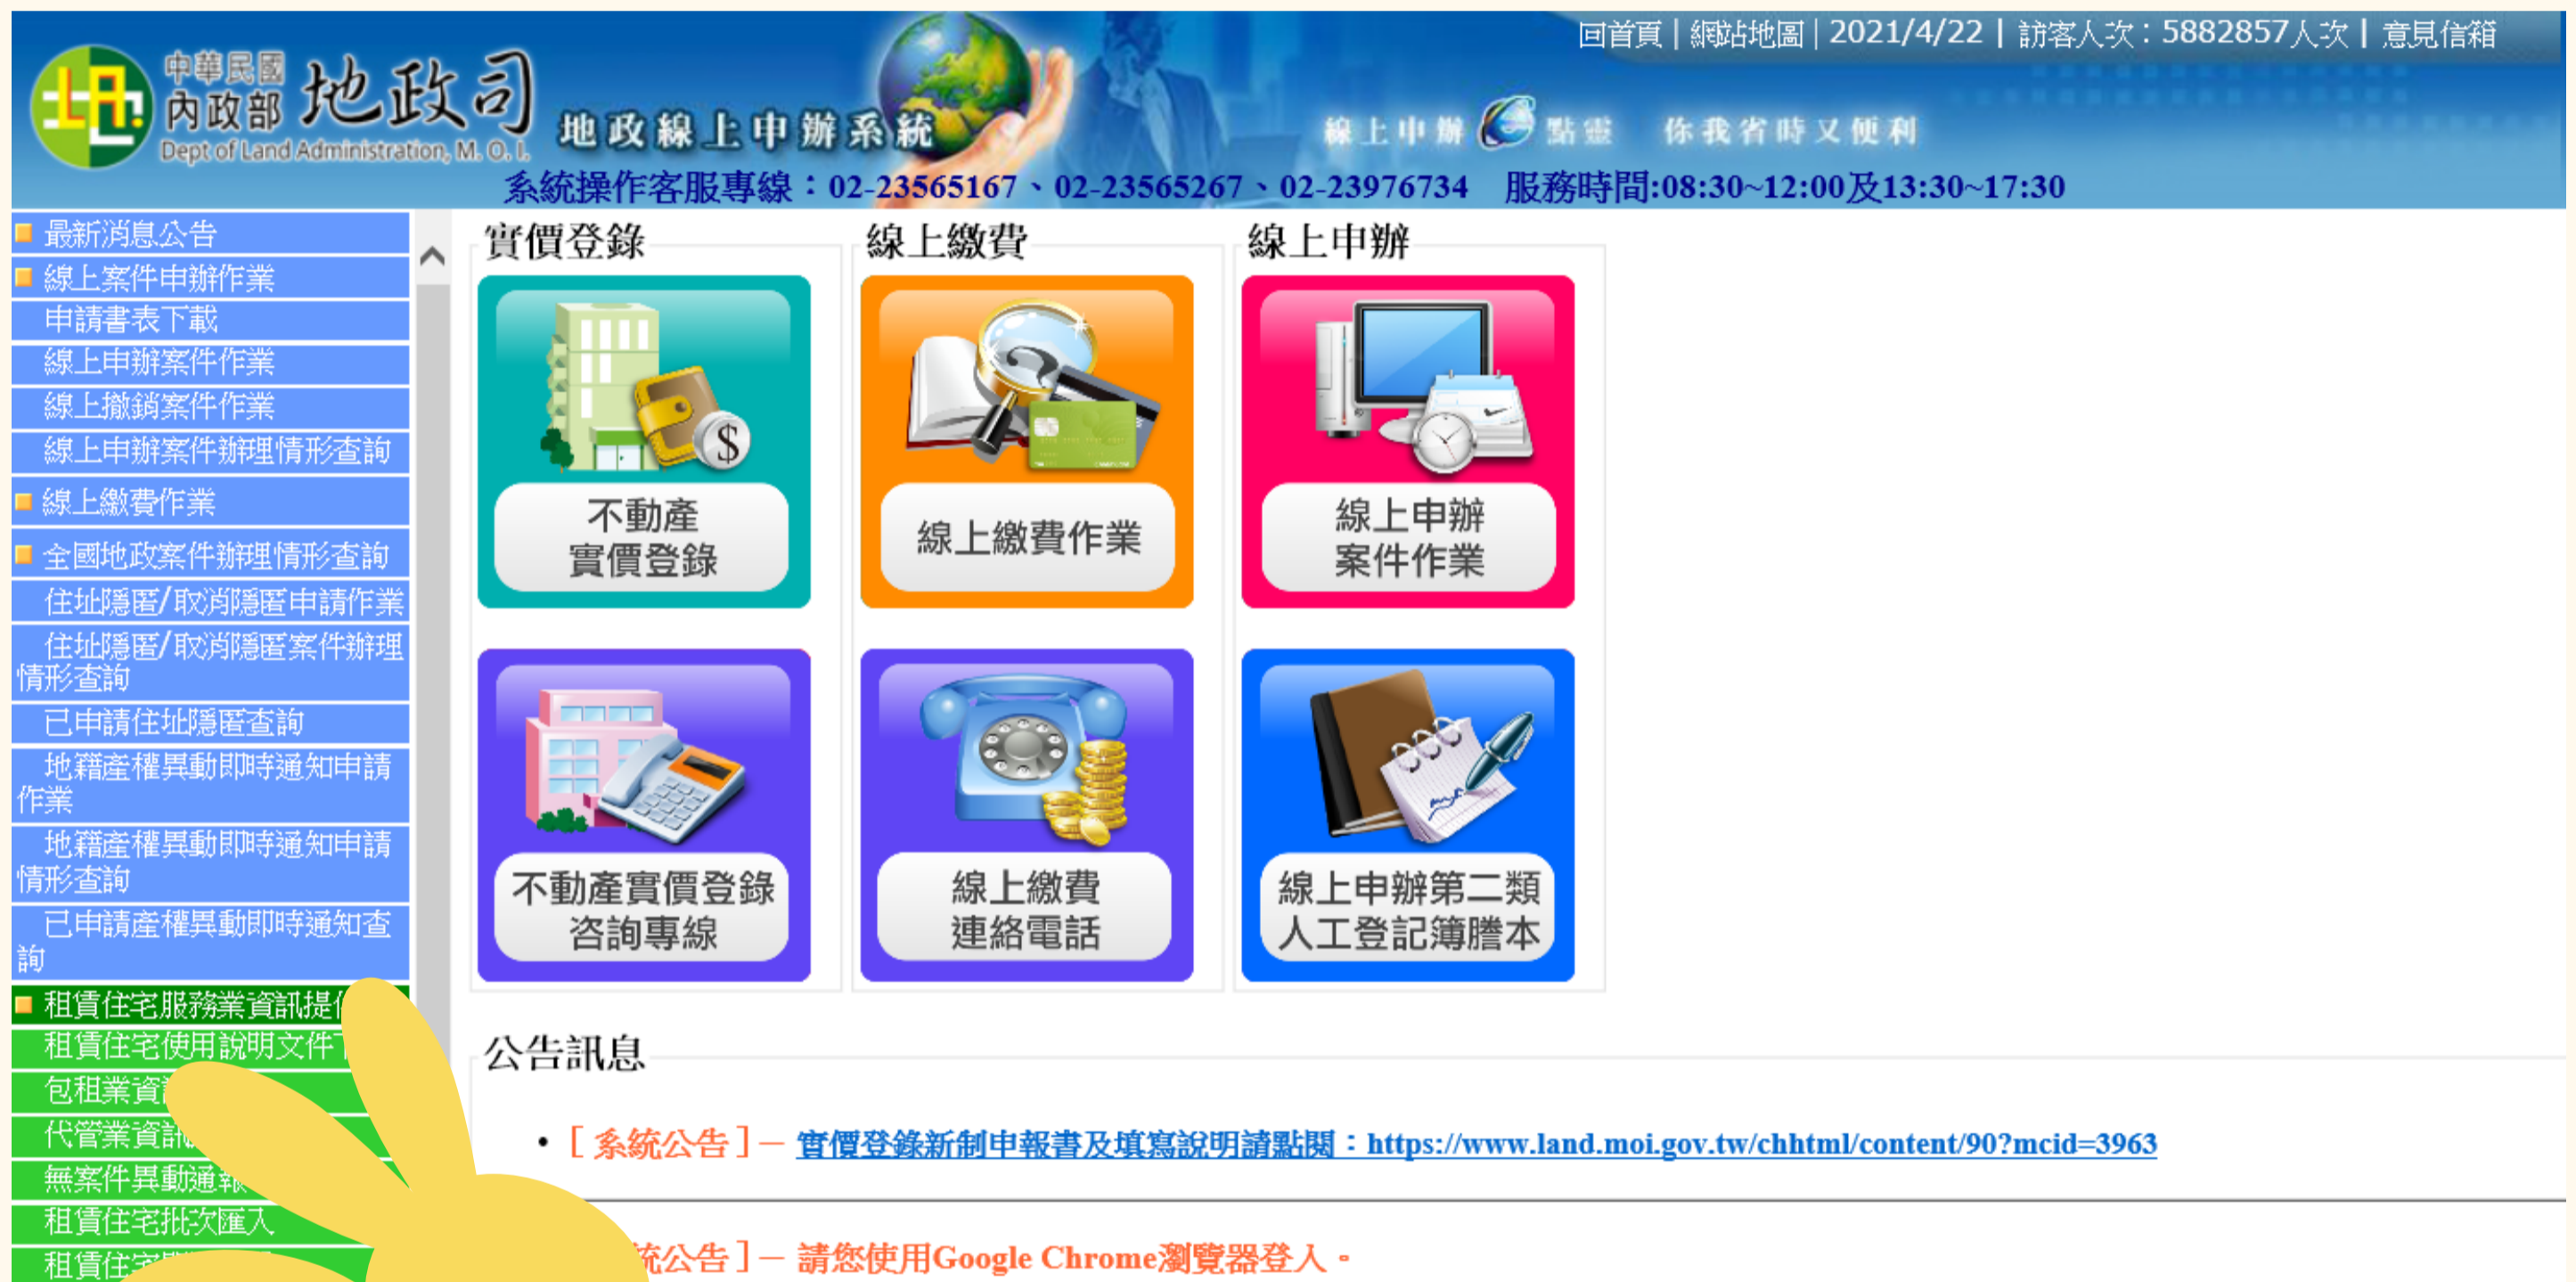 回首頁 | 網站地圖 | 2021/4/22 | 訪客人次：5882857人次 | 意見信箱
中華民國
內政部 地政司
Dept of Land Administration, M. O. I.
地政線上申辦系統
線上申辦 點靈 你我省時又便利
系統操作客服專線：02-23565167、02-23565267、02-23976734 服務時間:08:30~12:00及13:30~17:30
最新消息公告
線上案件申辦作業
申請書表下載
線上申辦案件作業
線上撤銷案件作業
線上申辦案件辦理情形查詢
線上繳費作業
全國地政案件辦理情形查詢
住址隱匿/取消隱匿申請作業
住址隱匿/取消隱匿案件辦理
情形查詢
已申請住址隱匿查詢
地籍產權異動即時通知申請
作業
地籍產權異動即時通知申請
情形查詢
已申請產權異動即時通知查
詢
租賃住宅服務業資訊提
租賃住宅使用說明文件
包租業資
代管業資訊
無案件異動通報
租賃住宅批次匯入
租賃住宅
實價登錄
不動產
實價登錄
不動產實價登錄
咨詢專線
線上繳費
線上繳費作業
線上繳費
連絡電話
線上申辦
線上申辦
案件作業
線上申辦第二類
人工登記簿謄本
公告訊息
• [ 系統公告 ] — 實價登錄新制申報書及填寫說明請點閱：https://www.land.moi.gov.tw/chhtml/content/90?mcid=3963
統公告 ] — 請您使用Google Chrome瀏覽器登入。